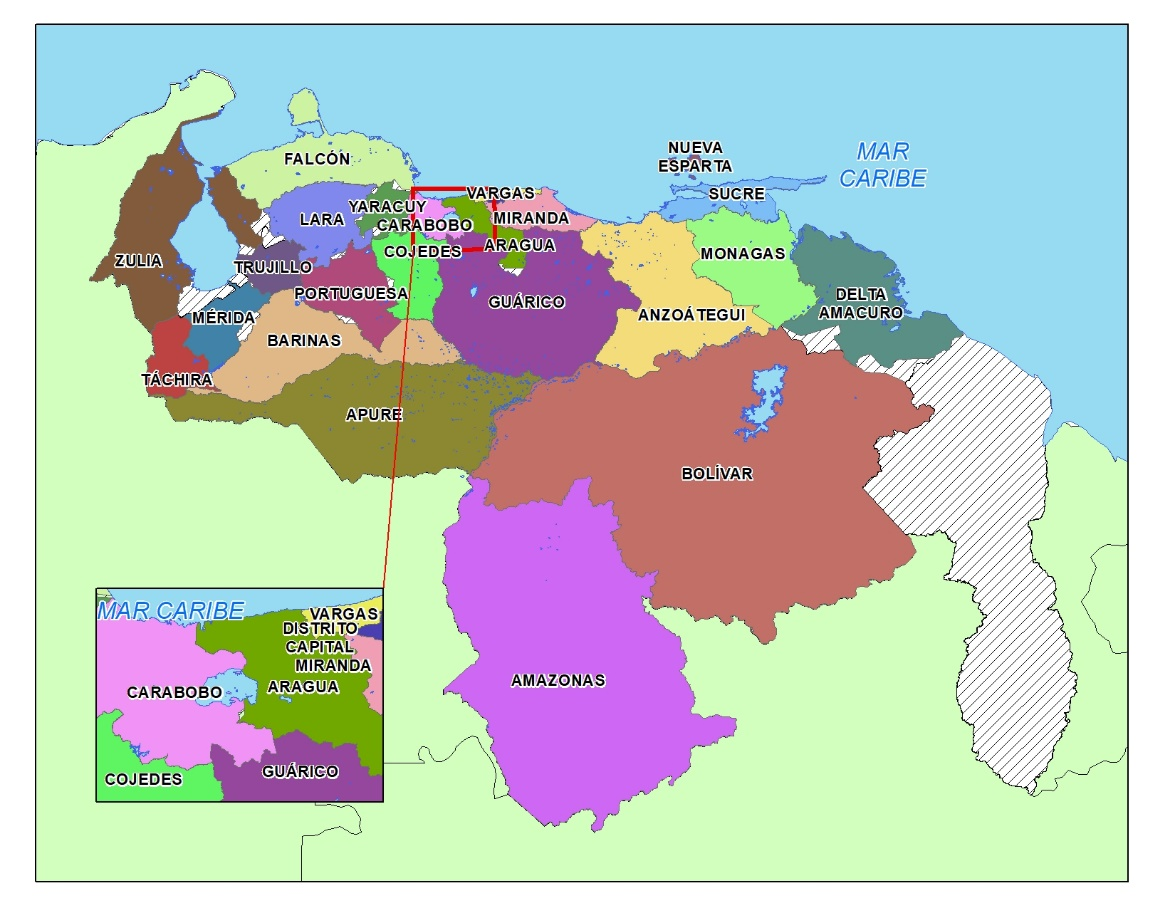 NUEVA
ESPARTA
MAR
CARIBE
FALCÓN
VARGAS
SUCRE
YARACUY
LARA
MIRANDA
CARABOBO
ARAGUA
COJEDES
MONAGAS
ZULIA
TRUJILLO
PORTUGUESA
GUÁRICO
DELTA
AMACURO
MÉRIDA
ANZOÁTEGUI
BARINAS
TÁCHIRA
APURE
BOLÍVAR
AMAZONAS
MAR CARIBE
VARGAS
DISTRITO
CAPITAL
MIRANDA
ARAGUA
CARABOBO
GUÁRICO
COJEDES